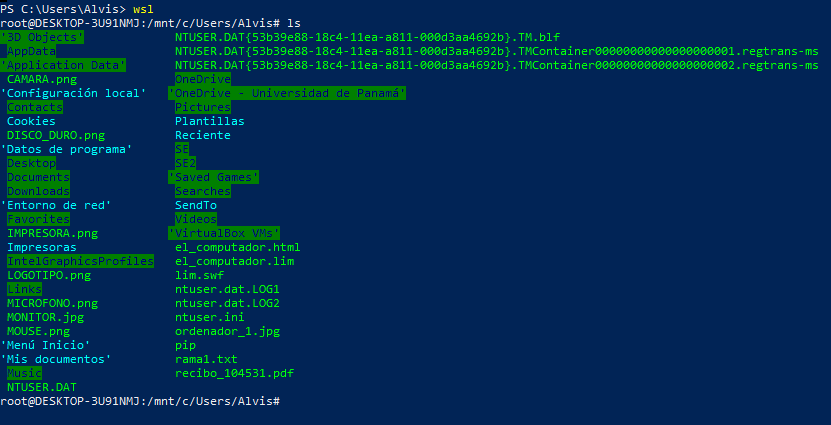 PS C:\Users\Alvis> wsl
root@DESKTOP-3U91NMJ:/mnt/c/Users/Alvis# ls
'3D Objects' NTUSER.DAT{53b39e88-18c4-11ea-a811-000d3aa4692b}.TM.blf
AppData NTUSER.DAT{53b39e88-18c4-11ea-a811-000d3aa4692b}.TMContainer00000000000000000001.regtrans-ms
'Application Data' NTUSER.DAT{53b39e88-18c4-11ea-a811-000d3aa4692b}.TMContainer00000000000000000002.regtrans-ms
CAMARA.png OneDrive
'Configuración local' 'OneDrive - Universidad de Panamá'
Contacts Pictures
Cookies Plantillas
DISCO_DURO.png Reciente
'Datos de programa' SE
Desktop SE2
Documents 'Saved Games'
Downloads Searches
'Entorno de red' SendTo
Favorites Videos
IMPRESORA.png 'VirtualBox VMs'
Impresoras el_computador.html
IntelGraphicsProfiles el_computador.lim
LOGOTIPO.png lim.swf
Links ntuser.dat.LOG1
MICROFONO.png ntuser.dat.LOG2
MONITOR.jpg ntuser.ini
MOUSE.png ordenador_1.jpg
'Menú Inicio' pip
'Mis documentos' rama1.txt
Music recibo_104531.pdf
NTUSER.DAT
root@DESKTOP-3U91NMJ:/mnt/c/Users/Alvis#